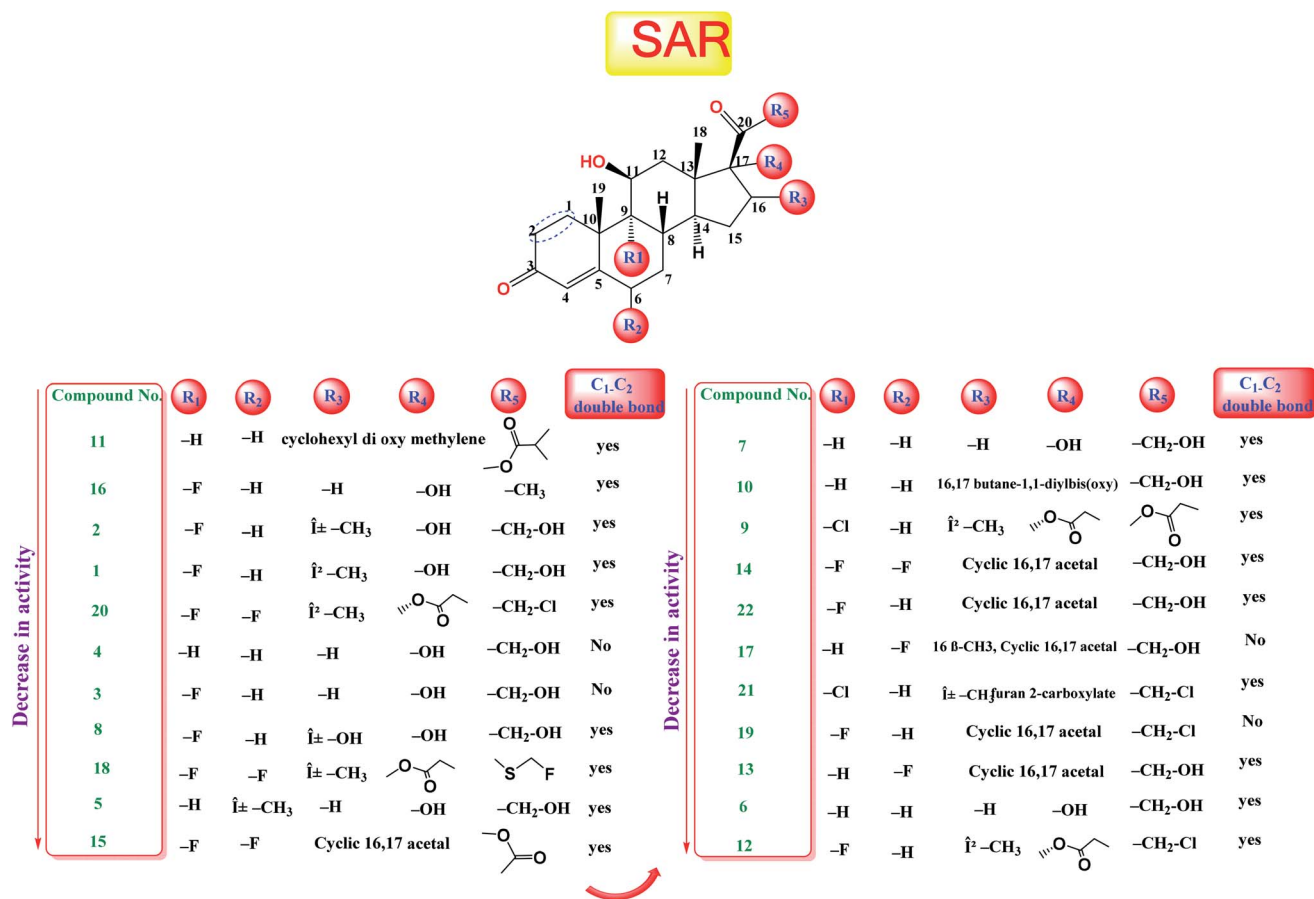 SAR
O
R5
20
18
12
17
R4
HO
11
13
19
H
16
R3
1
9
2
10
14
8
15
R1
H
3
5
7
O
4
6
R2
Compound No. R1 R2 R3 R4 R5 C1-C2 double bond
11 –H –H cyclohexyl di oxy methylene O O yes
16 –F –H –H –OH –CH3 yes
2 –F –H α –CH3 –OH –CH2-OH yes
1 –F –H β –CH3 –OH –CH2-OH yes
20 –F –F β –CH3 O O –CH2-Cl yes
4 –H –H –H –OH –CH2-OH No
3 –F –H –H –OH –CH2-OH No
8 –F –H α –OH –OH –CH2-OH yes
18 –F –F α –CH3 O O S F yes
5 –H α –CH3 –H –OH –CH2-OH yes
15 –F –F Cyclic 16,17 acetal O O yes
Decrease in activity
Compound No. R1 R2 R3 R4 R5 C1-C2 double bond
7 –H –H –H –OH –CH2-OH yes
10 –H –H 16,17 butane-1,1-diylbis(oxy) –CH2-OH yes
9 –Cl –H β –CH3 O O O O yes
14 –F –F Cyclic 16,17 acetal –CH2-OH yes
22 –F –H Cyclic 16,17 acetal –CH2-OH yes
17 –H –F 16 ß-CH3, Cyclic 16,17 acetal –CH2-OH No
21 –Cl –H α –CH3 furan 2-carboxylate –CH2-Cl yes
19 –F –H Cyclic 16,17 acetal –CH2-Cl No
13 –H –F Cyclic 16,17 acetal –CH2-OH yes
6 –H –H –H –OH –CH2-OH yes
12 –F –H β –CH3 O O –CH2-Cl yes
Decrease in activity